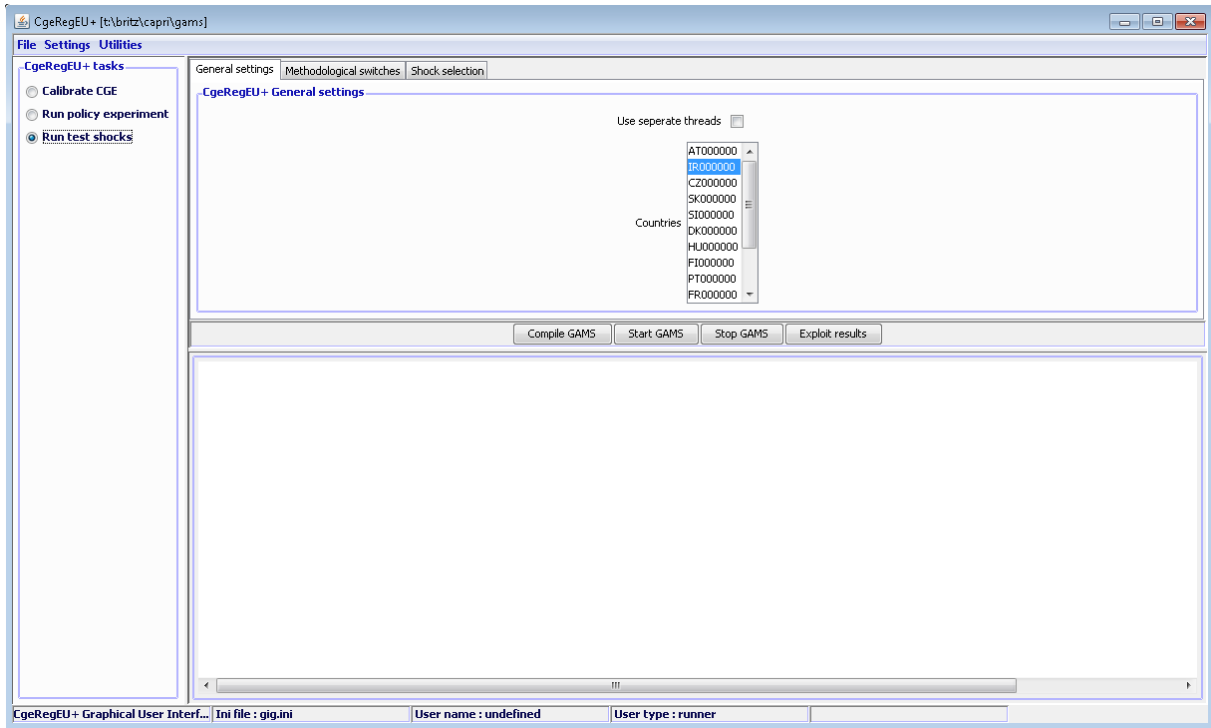 CgeRegEU+ [t:\britz\capri\gams]
File Settings Utilities
CgeRegEU+ tasks
Calibrate CGE
Run policy experiment
Run test shocks
General settings Methodological switches Shock selection
CgeRegEU+ General settings
Use seperate threads
Countries
AT000000
IR000000
CZ000000
SK000000
SI000000
DK000000
HU000000
FI000000
PT000000
FR000000
Compile GAMS Start GAMS Stop GAMS Exploit results
CgeRegEU+ Graphical User Interf... Ini file : gig.ini User name : undefined User type : runner